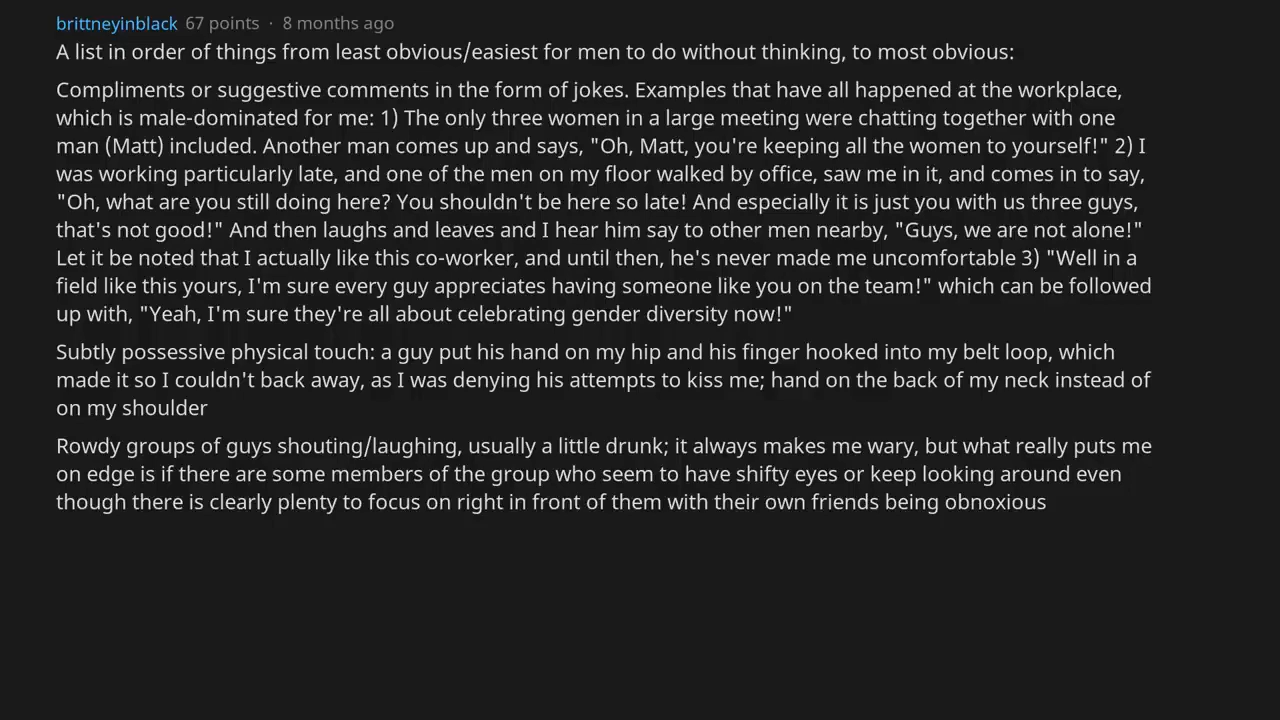 brittneyinblack 67 points · 8 months ago
A list in order of things from least obvious/easiest for men to do without thinking, to most obvious:
Compliments or suggestive comments in the form of jokes. Examples that have all happened at the workplace,
which is male-dominated for me: 1) The only three women in a large meeting were chatting together with one
man (Matt) included. Another man comes up and says, "Oh, Matt, you're keeping all the women to yourself!" 2) I
was working particularly late, and one of the men on my floor walked by office, saw me in it, and comes in to say,
"Oh, what are you still doing here? You shouldn't be here so late! And especially it is just you with us three guys,
that's not good!" And then laughs and leaves and I hear him say to other men nearby, "Guys, we are not alone!"
Let it be noted that I actually like this co-worker, and until then, he's never made me uncomfortable 3) "Well in a
field like this yours, I'm sure every guy appreciates having someone like you on the team!" which can be followed
up with, "Yeah, I'm sure they're all about celebrating gender diversity now!"
Subtly possessive physical touch: a guy put his hand on my hip and his finger hooked into my belt loop, which
made it so I couldn't back away, as I was denying his attempts to kiss me; hand on the back of my neck instead of
on my shoulder
Rowdy groups of guys shouting/laughing, usually a little drunk; it always makes me wary, but what really puts me
on edge is if there are some members of the group who seem to have shifty eyes or keep looking around even
though there is clearly plenty to focus on right in front of them with their own friends being obnoxious